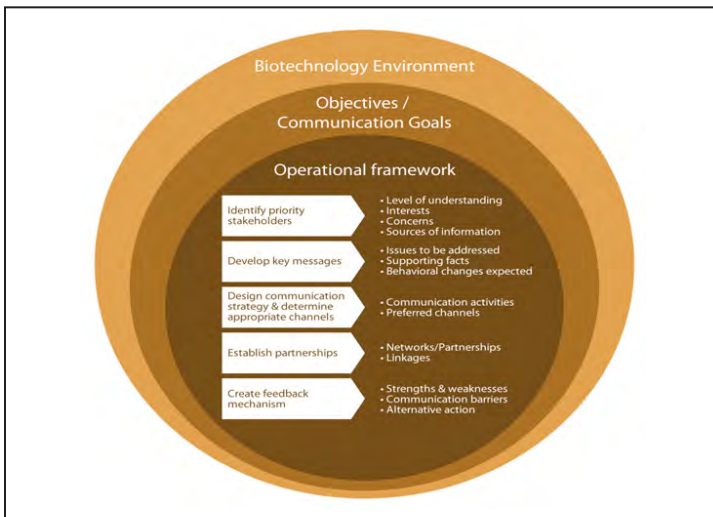 Biotechnology Environment
Objectives /
Communication Goals
Operational framework
Identify priority
stakeholders
• Level of understanding
• Interests
• Concerns
• Sources of information
Develop key messages
• Issues to be addressed
• Supporting facts
• Behavioral changes expected
Design communication
strategy & determine
appropriate channels
• Communication activities
• Preferred channels
Establish partnerships
• Networks/Partnerships
• Linkages
Create feedback
mechanism
• Strengths & weaknesses
• Communication barriers
• Alternative action